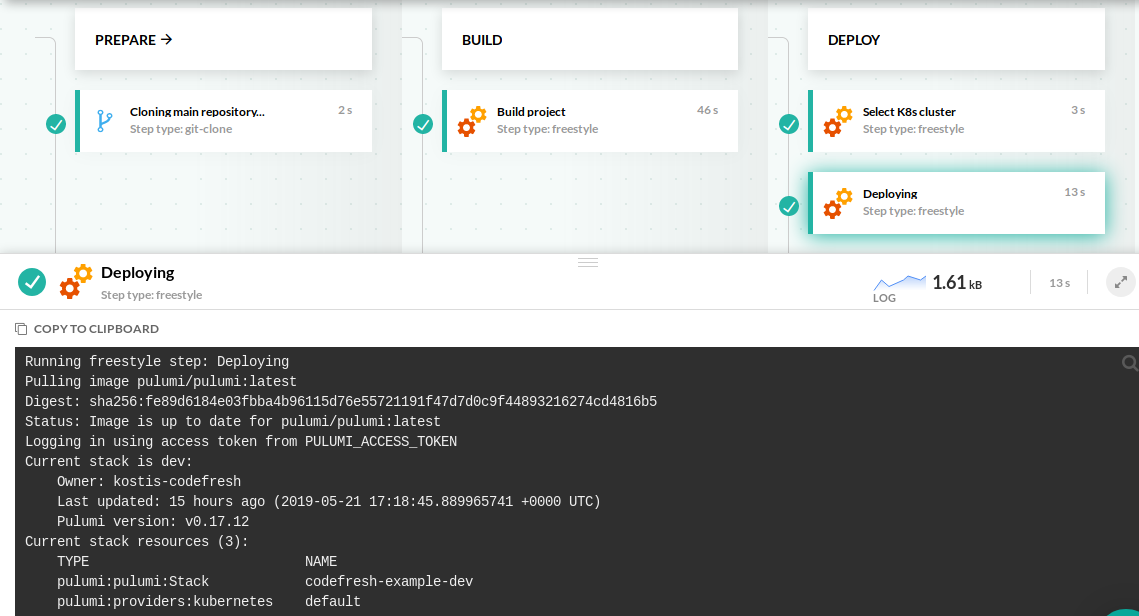 PREPARE →
BUILD
DEPLOY
Cloning main repository... 2 s
Step type: git-clone
Build project 46 s
Step type: freestyle
Select K8s cluster 3 s
Step type: freestyle
Deploying 13 s
Step type: freestyle
Deploying
Step type: freestyle
LOG
1.61 kB
13 s
COPY TO CLIPBOARD
Running freestyle step: Deploying
Pulling image pulumi/pulumi:latest
Digest: sha256:fe89d6184e03fbba4b96115d76e55721191f47d7d0c9f44893216274cd4816b5
Status: Image is up to date for pulumi/pulumi:latest
Logging in using access token from PULUMI_ACCESS_TOKEN
Current stack is dev:
Owner: kostis-codefresh
Last updated: 15 hours ago (2019-05-21 17:18:45.889965741 +0000 UTC)
Pulumi version: v0.17.12
Current stack resources (3):
TYPE NAME
pulumi:pulumi:Stack codefresh-example-dev
pulumi:providers:kubernetes default